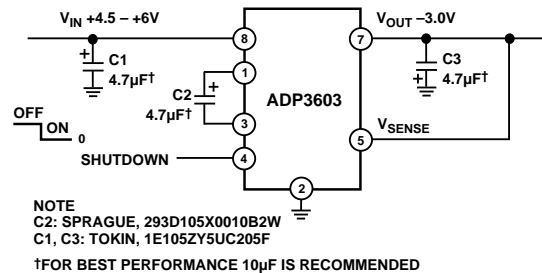 VIN +4.5 – +6V
VOUT –3.0V
8
7
C1
4.7µF†
C3
4.7µF†
1
C2
4.7µF†
ADP3603
OFF
ON
0
3
VSENSE
5
SHUTDOWN
4
2
NOTE
C2: SPRAGUE, 293D105X0010B2W
C1, C3: TOKIN, 1E105ZY5UC205F
†FOR BEST PERFORMANCE 10µF IS RECOMMENDED